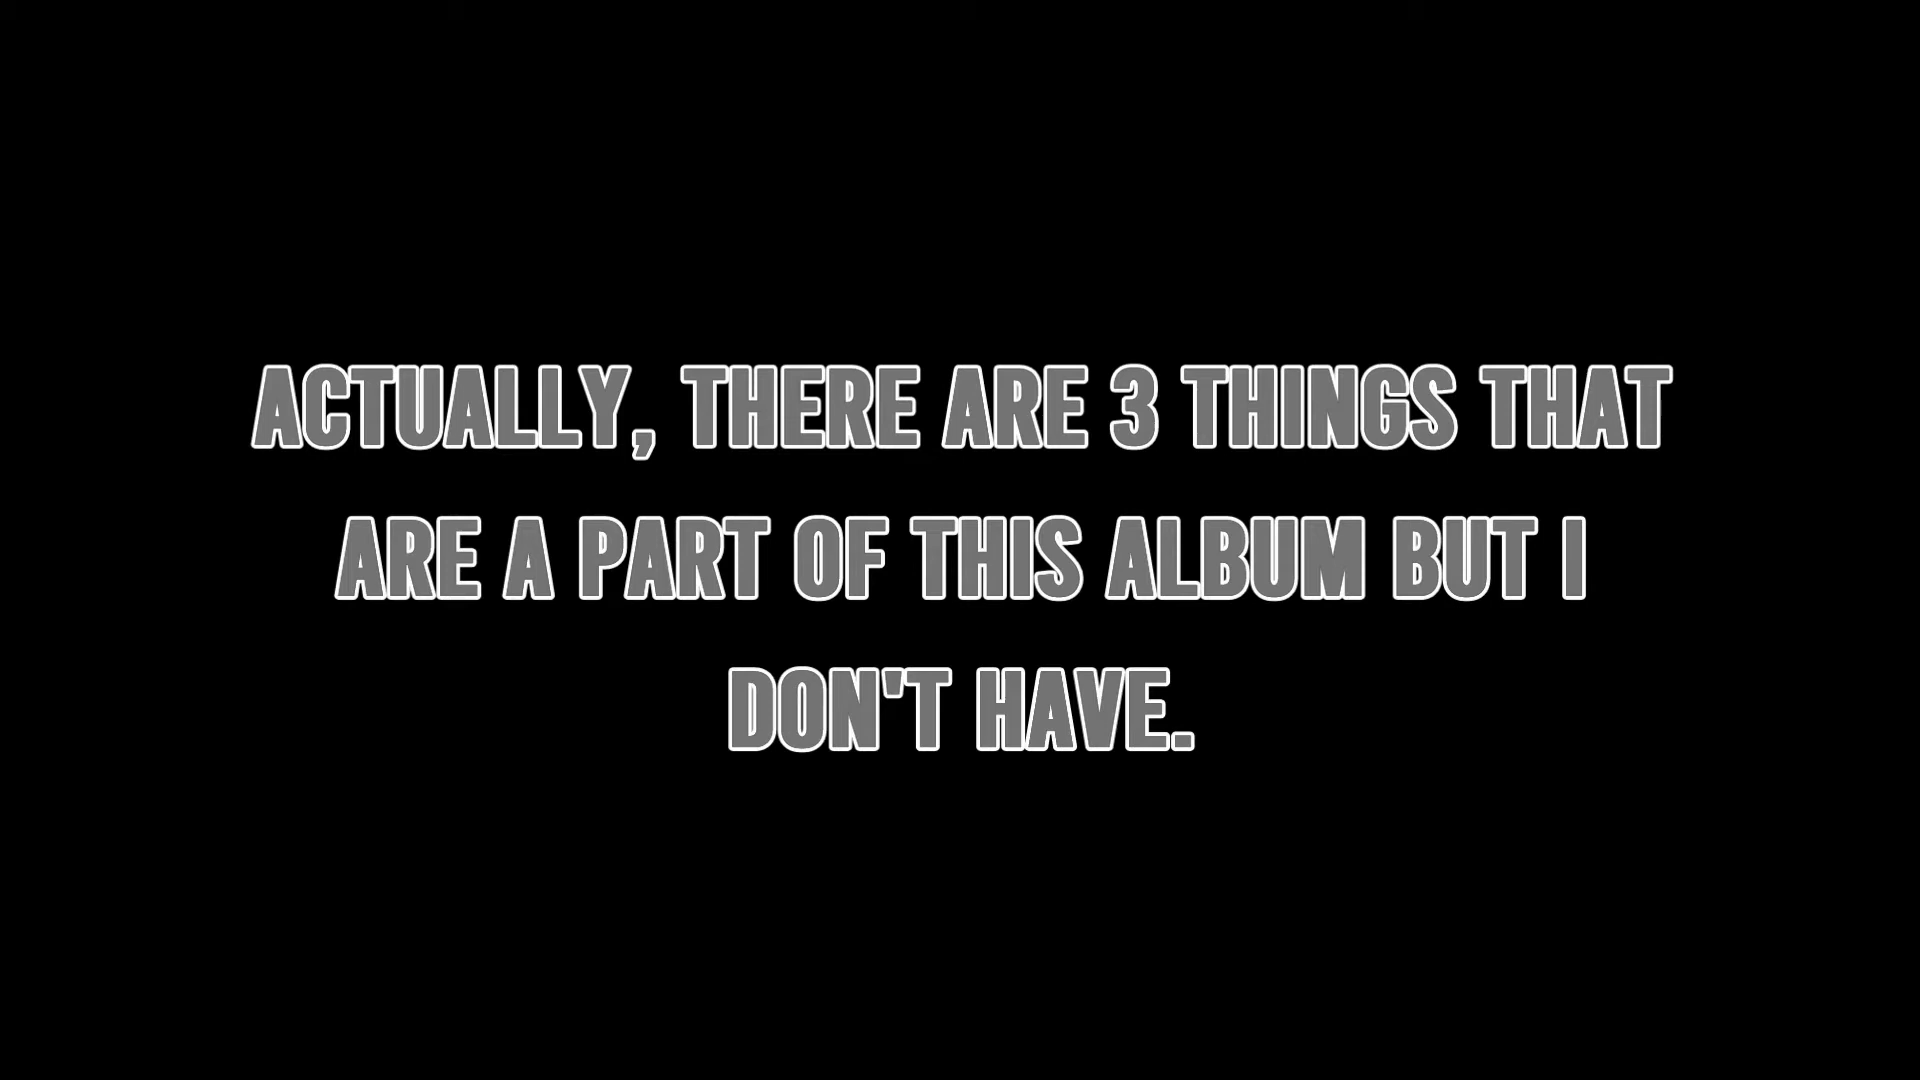 ACTUALLY, THERE ARE 3 THINGS THAT
ARE A PART OF THIS ALBUM BUT I
DON'T HAVE.